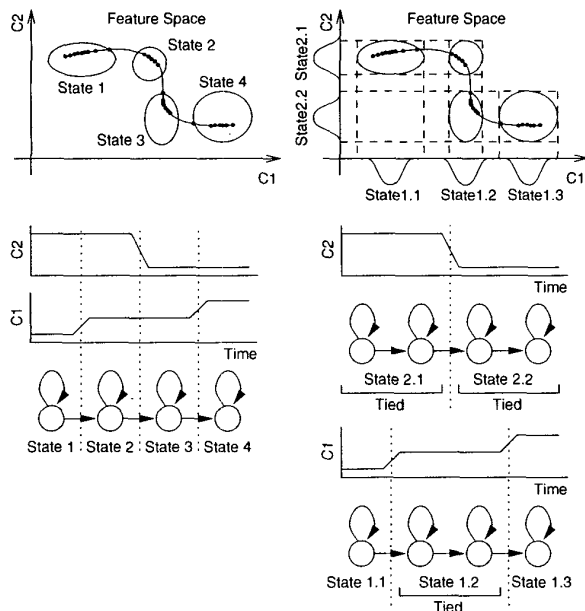 C2
Feature Space
State 2
State 4
State 1
State 3
C1
C2
C1
Time
State 1 State 2 State 3 State 4
C2
Feature Space
State2.1
State2.2
C1
State1.1 State1.2 State1.3
C2
Time
State 2.1 State 2.2
Tied Tied
C1
Time
State 1.1 State 1.2 State 1.3
Tied